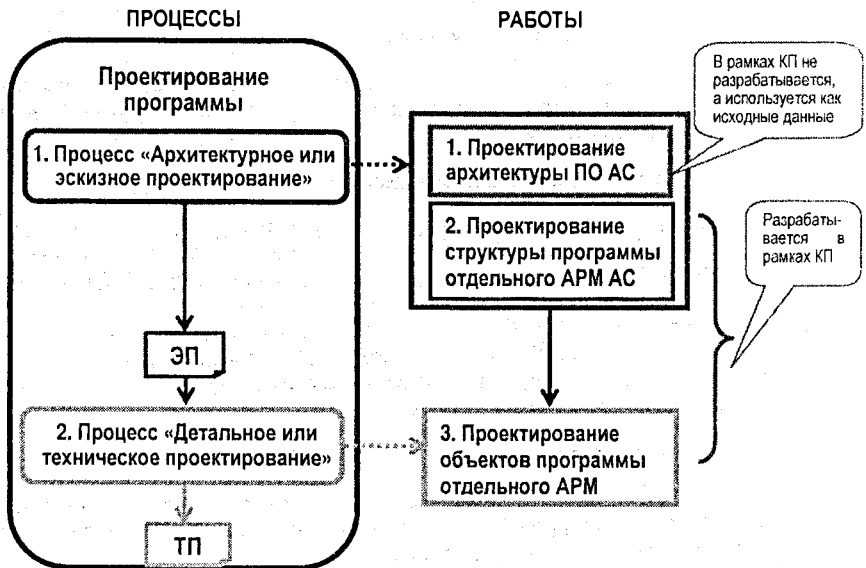 ПРОЦЕССЫ
РАБОТЫ
Проектирование
программы
1. Процесс «Архитектурное или
эскизное проектирование»
ЭП
2. Процесс «Детальное или
техническое проектирование»
ТП
1. Проектирование
архитектуры ПО АС
2. Проектирование
структуры программы
отдельного АРМ АС
3. Проектирование
объектов программы
отдельного АРМ
В рамках КП не
разрабатывается,
а используется как
исходные данные
Разрабаты-
вается в
рамках КП